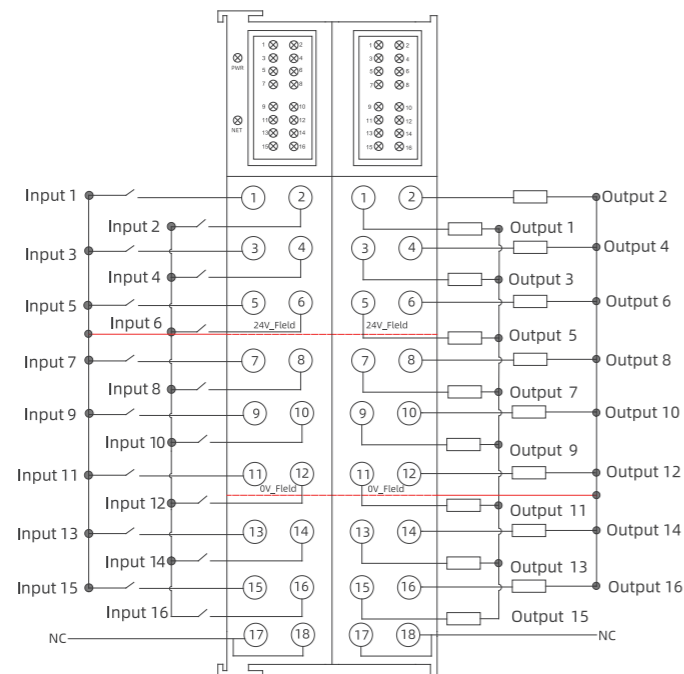 1 2 1 2
3 4 3 4
PWR
5 6 5 6
7 8 7 8
9 10 9 10
NET
11 12 11 12
13 14 13 14
15 16 15 16
Input 1 1 2 1 2 Output 2
Input 2 Output 1
Input 3 3 4 3 4 Output 4
Input 4 Output 3
Input 5 5 6 5 6 Output 6
Input 6 24V_Field 24V_Field Output 5
Input 7 7 8 7 8 Output 8
Input 8 Output 7
Input 9 9 10 9 10 Output 10
Input 10 Output 9
Input 11 11 12 11 12 Output 12
0V_Field 0V_Field
Input 12 Output 11
Input 13 13 14 13 14 Output 14
Input 14 Output 13
Input 15 15 16 15 16 Output 16
Input 16 Output 15
NC 17 18 17 18 NC